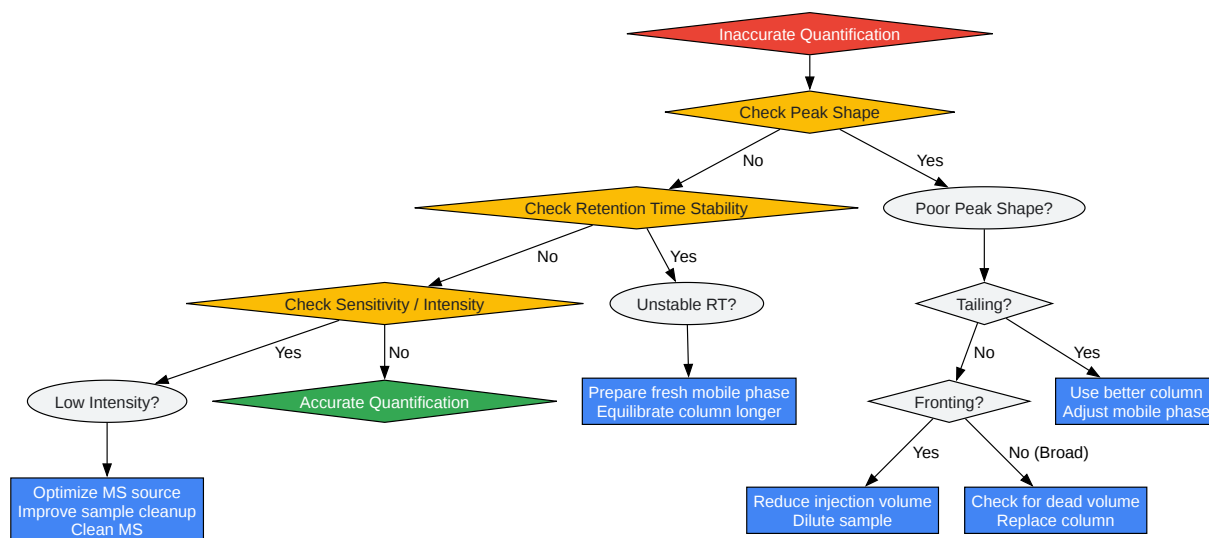 Inaccurate Quantification
Check Peak Shape
No
Yes
Check Retention Time Stability
Poor Peak Shape?
No
Yes
Check Sensitivity / Intensity
Unstable RT?
Tailing?
Yes
No
No
Yes
Low Intensity?
Accurate Quantification
Prepare fresh mobile phase
Equilibrate column longer
Fronting?
Use better column
Adjust mobile phase
Yes
No (Broad)
Optimize MS source
Improve sample cleanup
Clean MS
Reduce injection volume
Dilute sample
Check for dead volume
Replace column